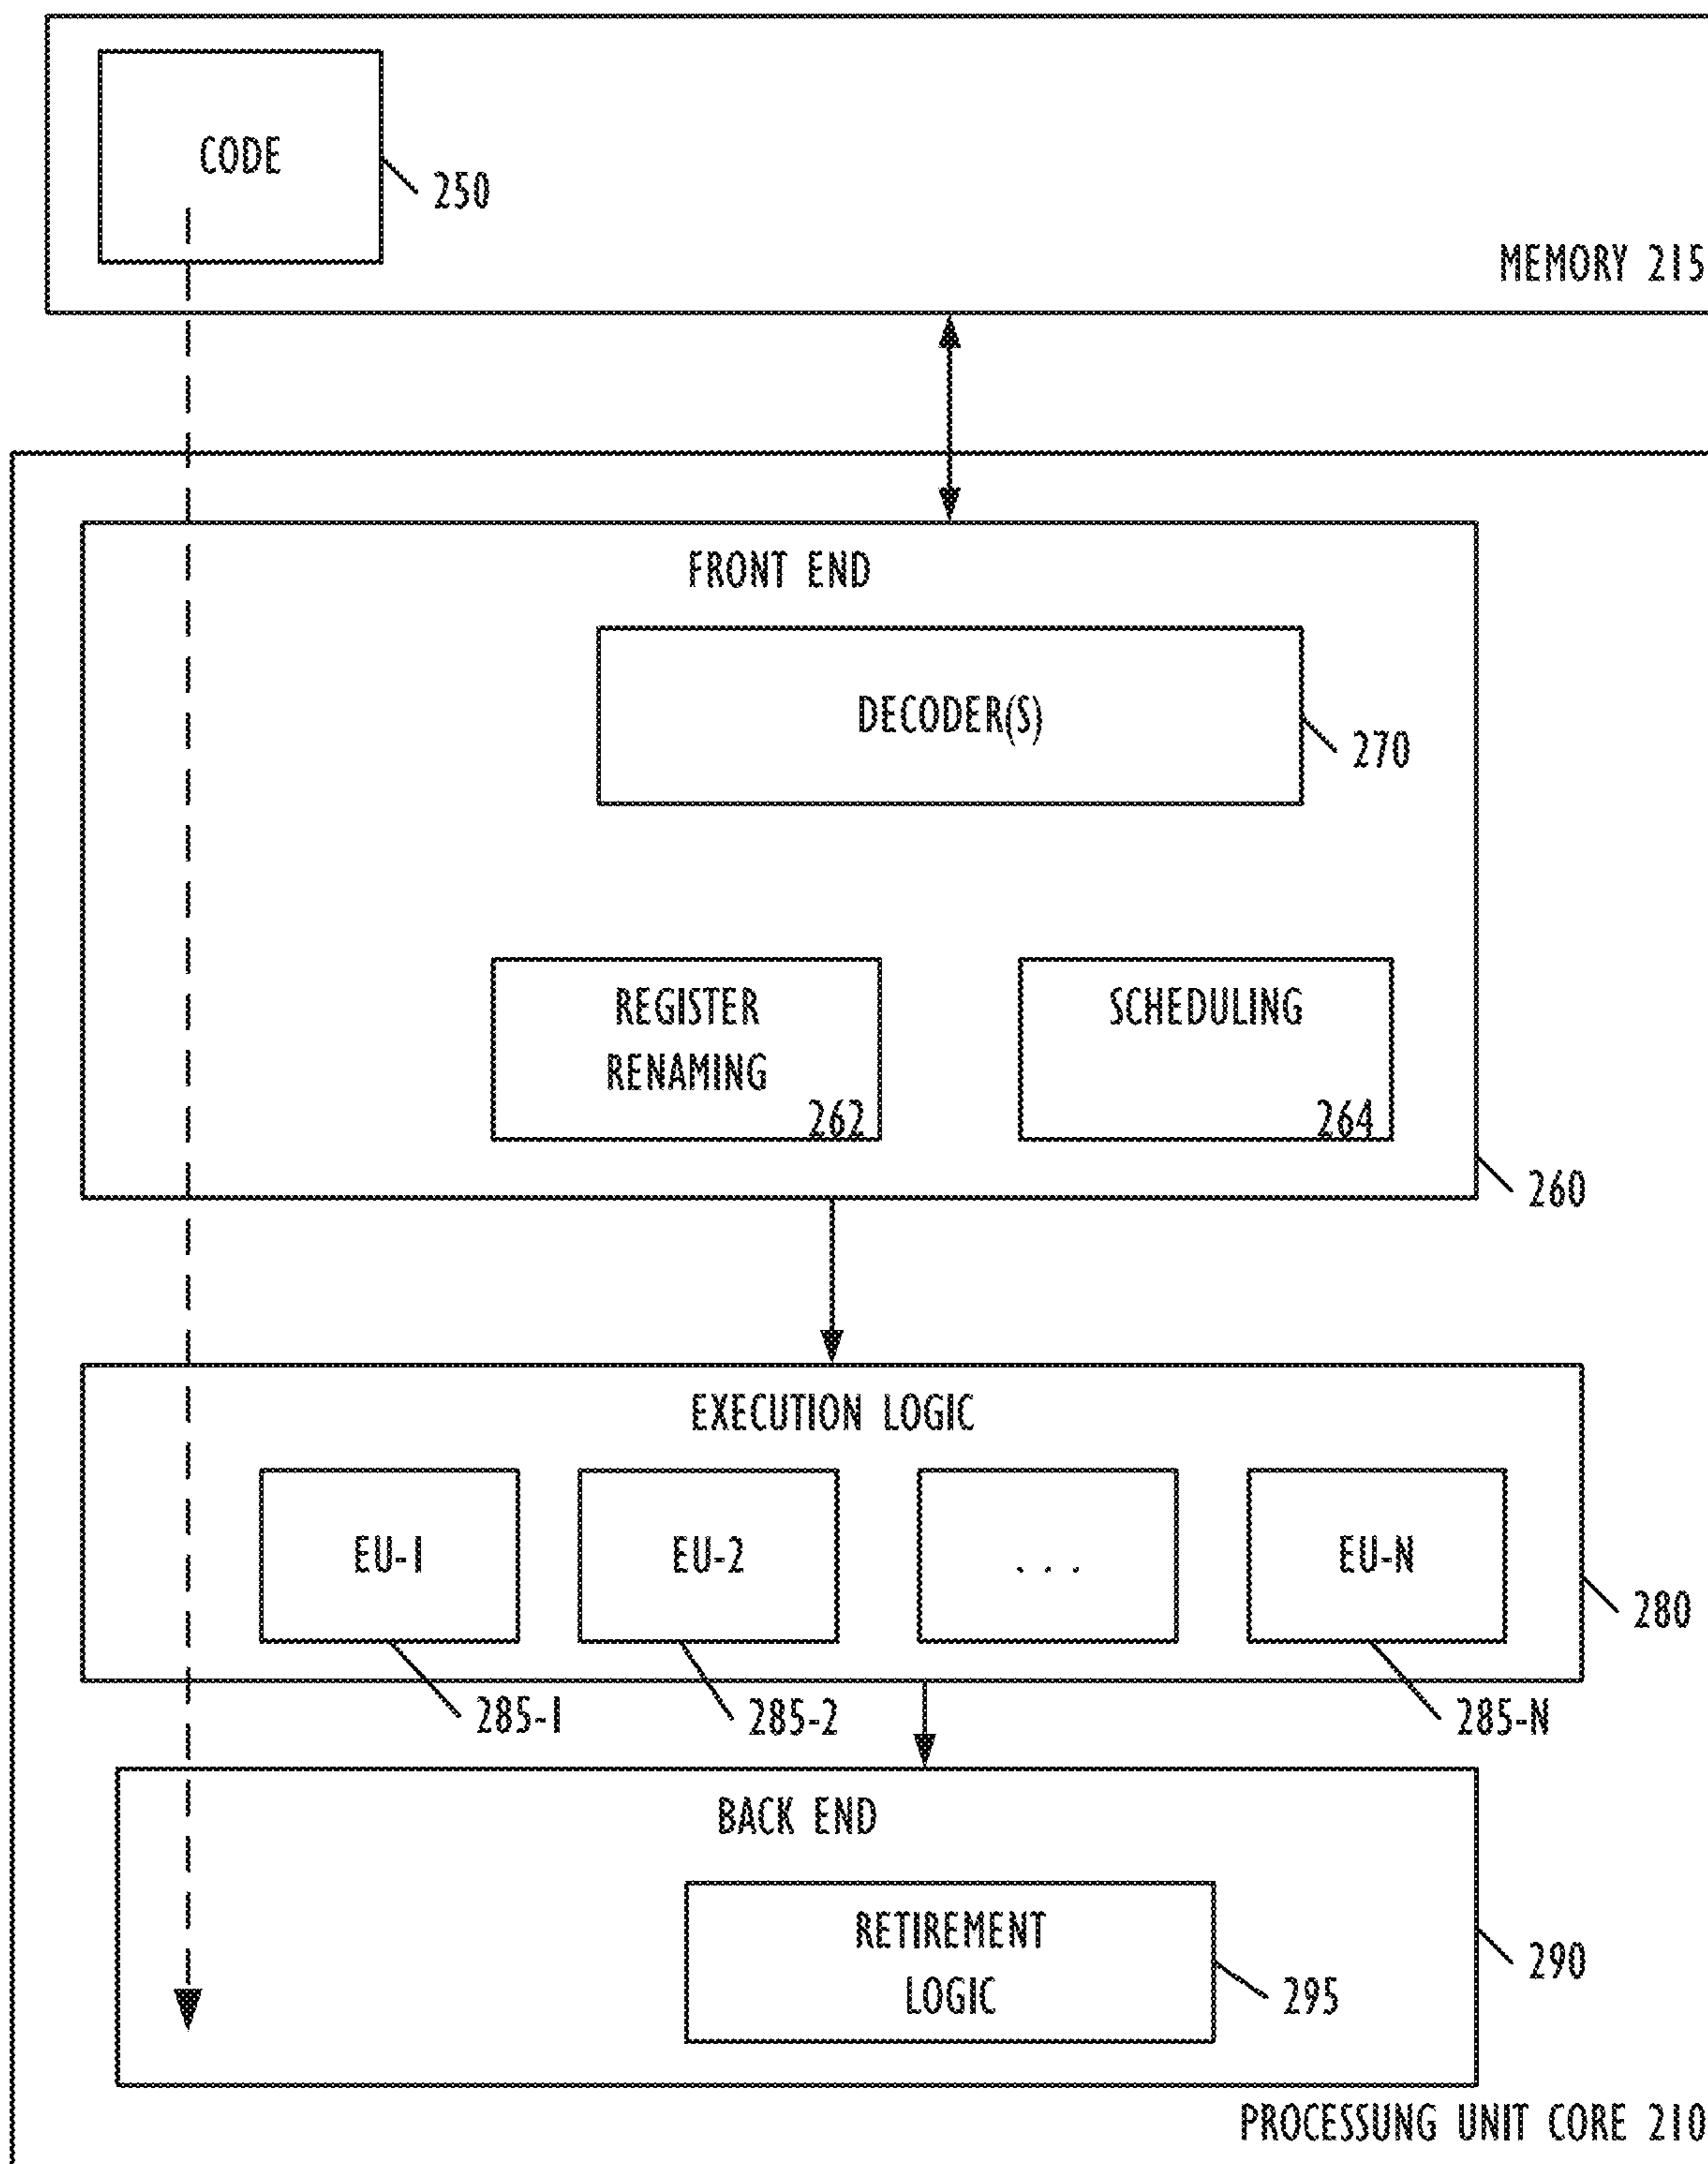 CODE
250
MEMORY 215
FRONT END
DECODER(S)
270
REGISTER
RENAMING
262
SCHEDULING
264
260
EXECUTION LOGIC
EU-1
EU-2
. . .
EU-N
280
285-1
285-2
285-N
BACK END
RETIREMENT
LOGIC
295
290
PROCESSUNG UNIT CORE 210